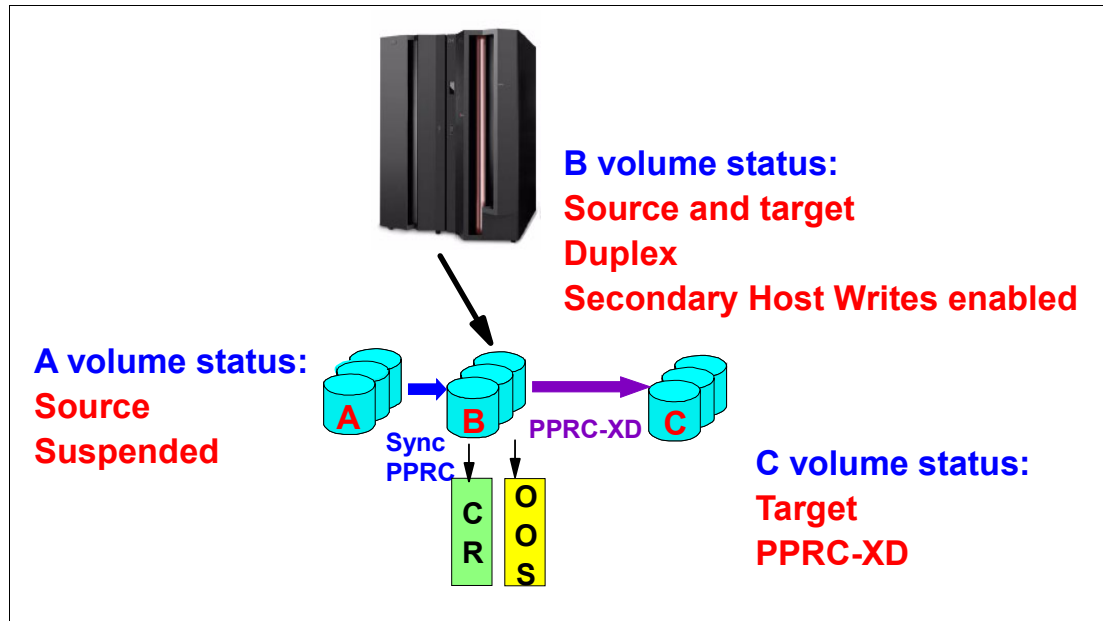 B volume status:
Source and target
Duplex
Secondary Host Writes enabled
A volume status:
Source
Suspended
A
B
C
Sync
PPRC
PPRC-XD
C
R
O
O
S
C volume status:
Target
PPRC-XD